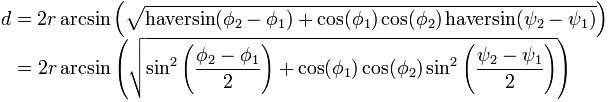 d = 2r arcsin(√(haversin(ϕ₂ − ϕ₁) + cos(ϕ₁) cos(ϕ₂) haversin(ψ₂ − ψ₁)))
= 2r arcsin(√(sin²((ϕ₂ − ϕ₁)/2) + cos(ϕ₁) cos(ϕ₂) sin²((ψ₂ − ψ₁)/2)))